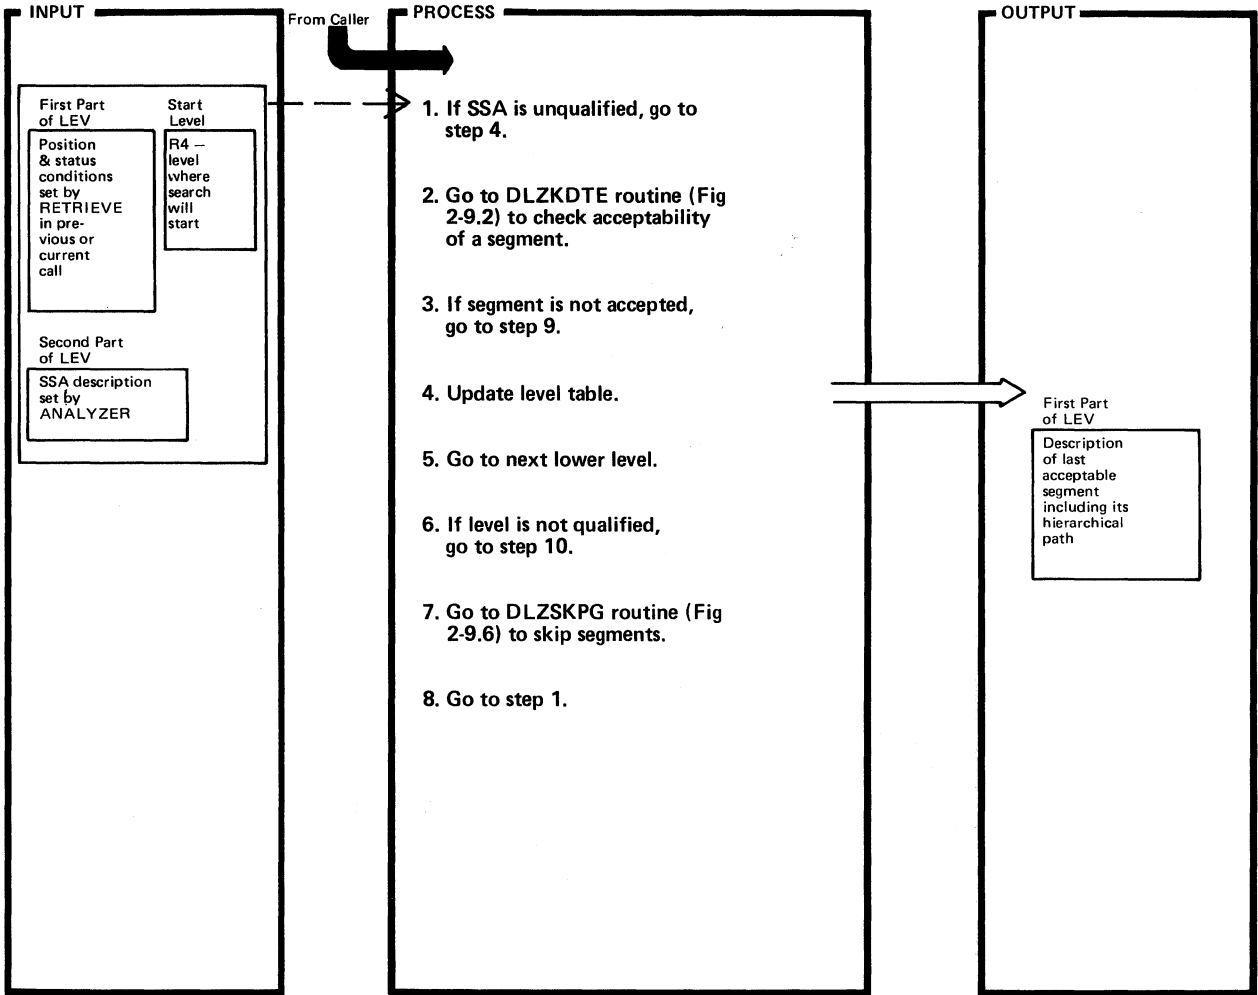 INPUT
First Part
of LEV
Position
& status
conditions
set by
RETRIEVE
in pre-
vious or
current
call
Start
Level
R4 –
level
where
search
will
start
Second Part
of LEV
SSA description
set by
ANALYZER
From Caller
PROCESS
1. If SSA is unqualified, go to
step 4.
2. Go to DLZKDTE routine (Fig
2-9.2) to check acceptability
of a segment.
3. If segment is not accepted,
go to step 9.
4. Update level table.
5. Go to next lower level.
6. If level is not qualified,
go to step 10.
7. Go to DLZSKPG routine (Fig
2-9.6) to skip segments.
8. Go to step 1.
OUTPUT
First Part
of LEV
Description
of last
acceptable
segment
including its
hierarchical
path